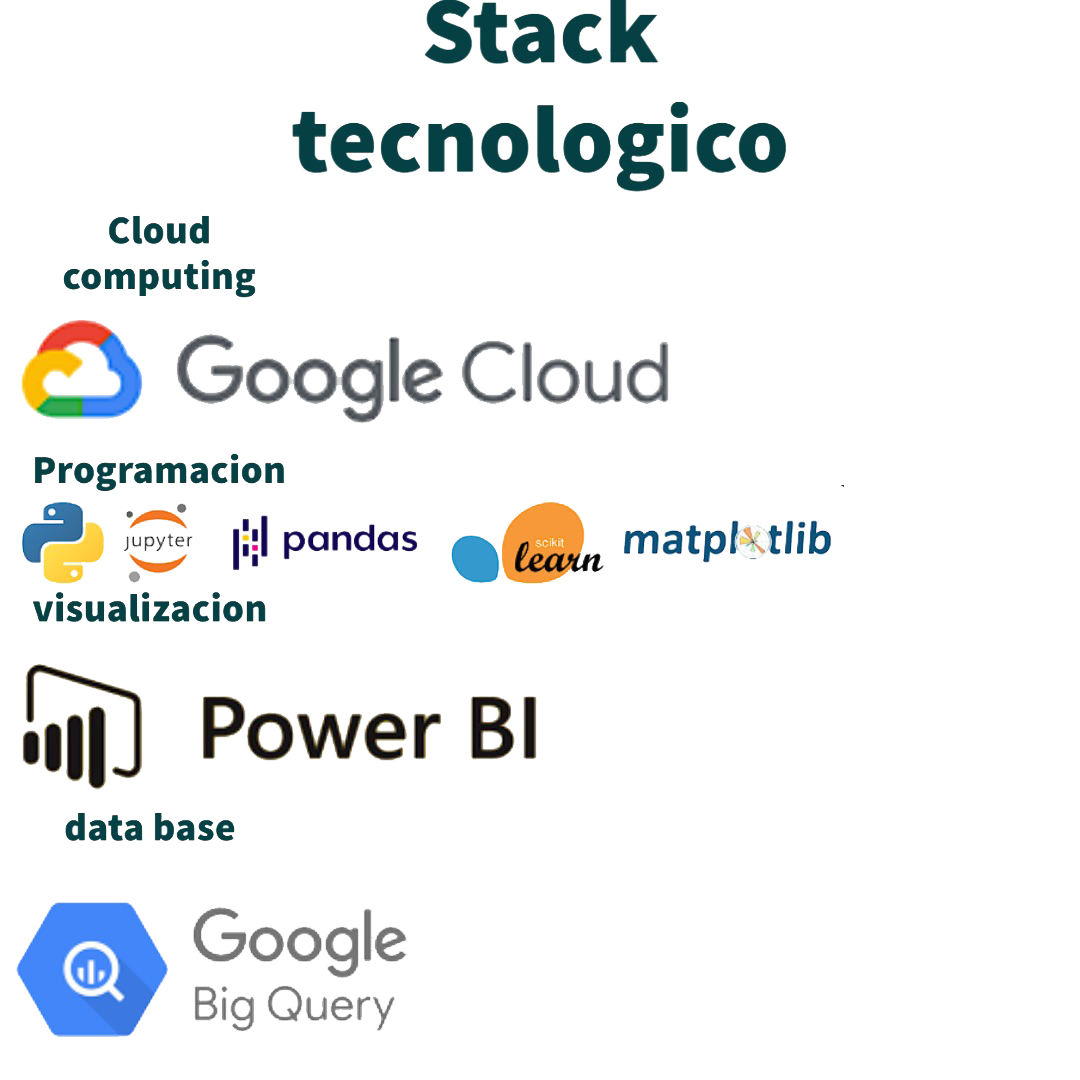 Stack
tecnologico
Cloud
computing
Google Cloud
Programacion
jupyter
pandas
scikit
learn
matplotlib
visualizacion
Power BI
data base
Google
Big Query